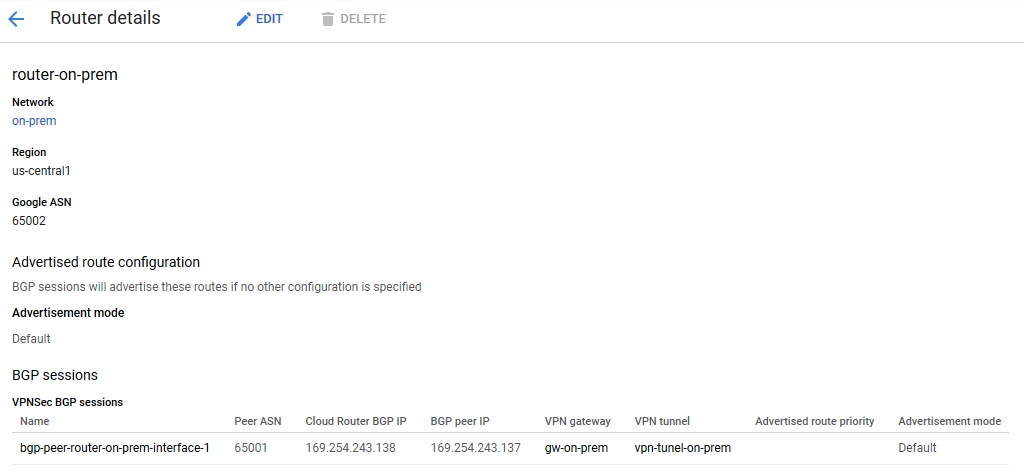 Router details EDIT DELETE
router-on-prem
Network
on-prem
Region
us-central1
Google ASN
65002
Advertised route configuration
BGP sessions will advertise these routes if no other configuration is specified
Advertisement mode
Default
BGP sessions
VPNSec BGP sessions
Name Peer ASN Cloud Router BGP IP BGP peer IP VPN gateway VPN tunnel Advertised route priority Advertisement mode
bgp-peer-router-on-prem-interface-1 65001 169.254.243.138 169.254.243.137 gw-on-prem vpn-tunel-on-prem Default